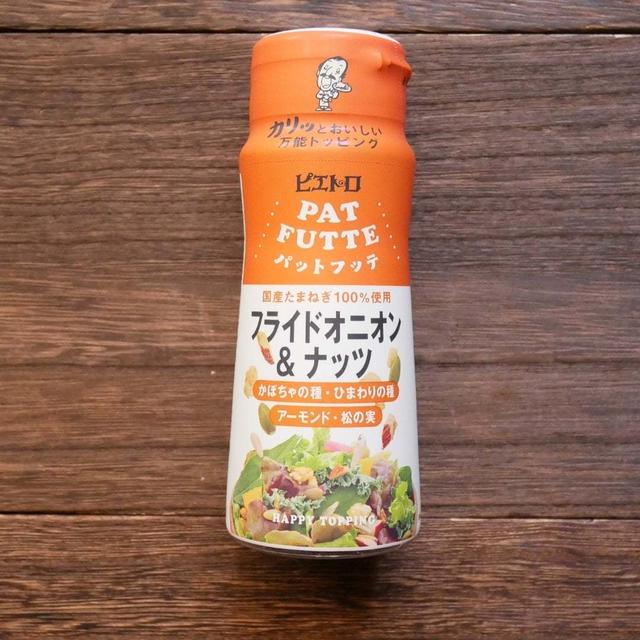 カリッとおいしい
万能トッピング
ピエトロ
PAT
FUTTE
パットフッテ
国産たまねぎ100%使用
フライドオニオン
& ナッツ
かぼちゃの種・ひまわりの種
アーモンド・松の実
HAPPY TOPPING